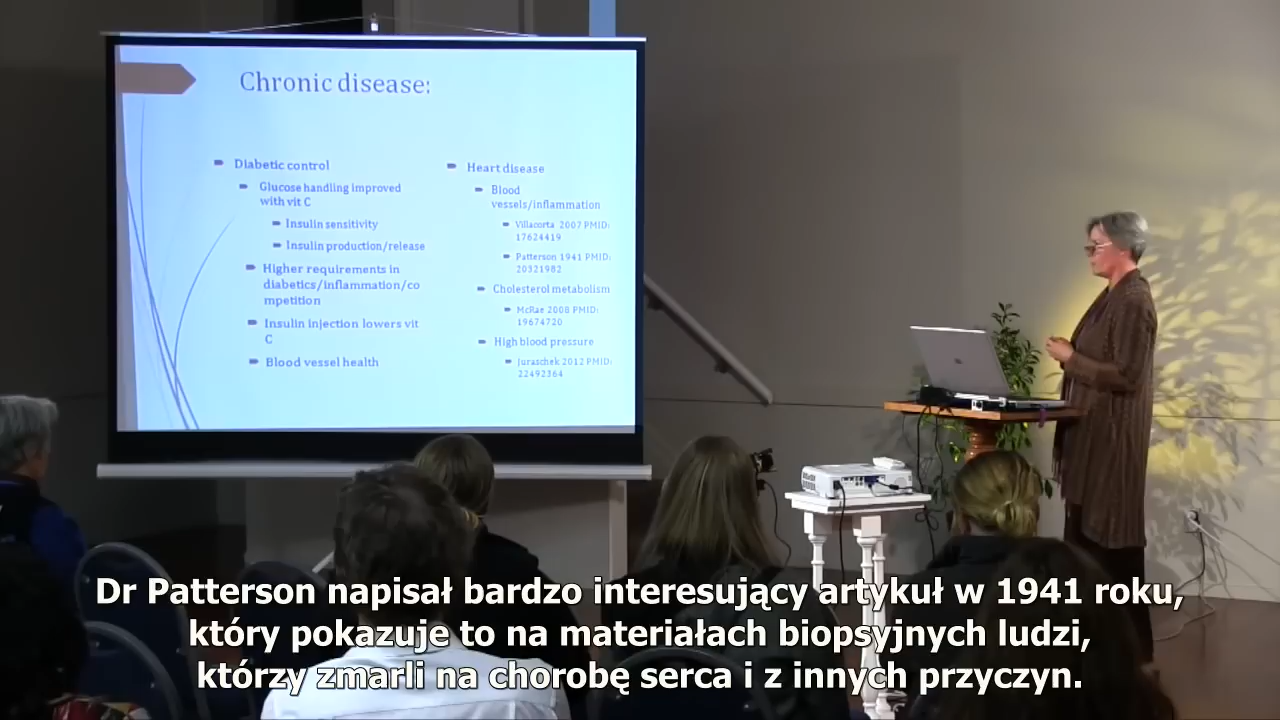 Chronic disease:
Diabetic control
Glucose handling improved
with vit C
Insulin sensitivity
Insulin production/release
Higher requirements in
diabetics/inflammation/co
mpetition
Insulin injection lowers vit
C
Blood vessel health
Heart disease
Blood
vessels/inflammation
Villacorta 2007 PMID:
17624419
Patterson 1941 PMID:
20321982
Cholesterol metabolism
McRae 2008 PMID:
19674720
High blood pressure
Juraschek 2012 PMID:
22492364
Dr Patterson napisał bardzo interesujący artykuł w 1941 roku,
który pokazuje to na materiałach biopsyjnych ludzi,
którzy zmarli na chorobę serca i z innych przyczyn.